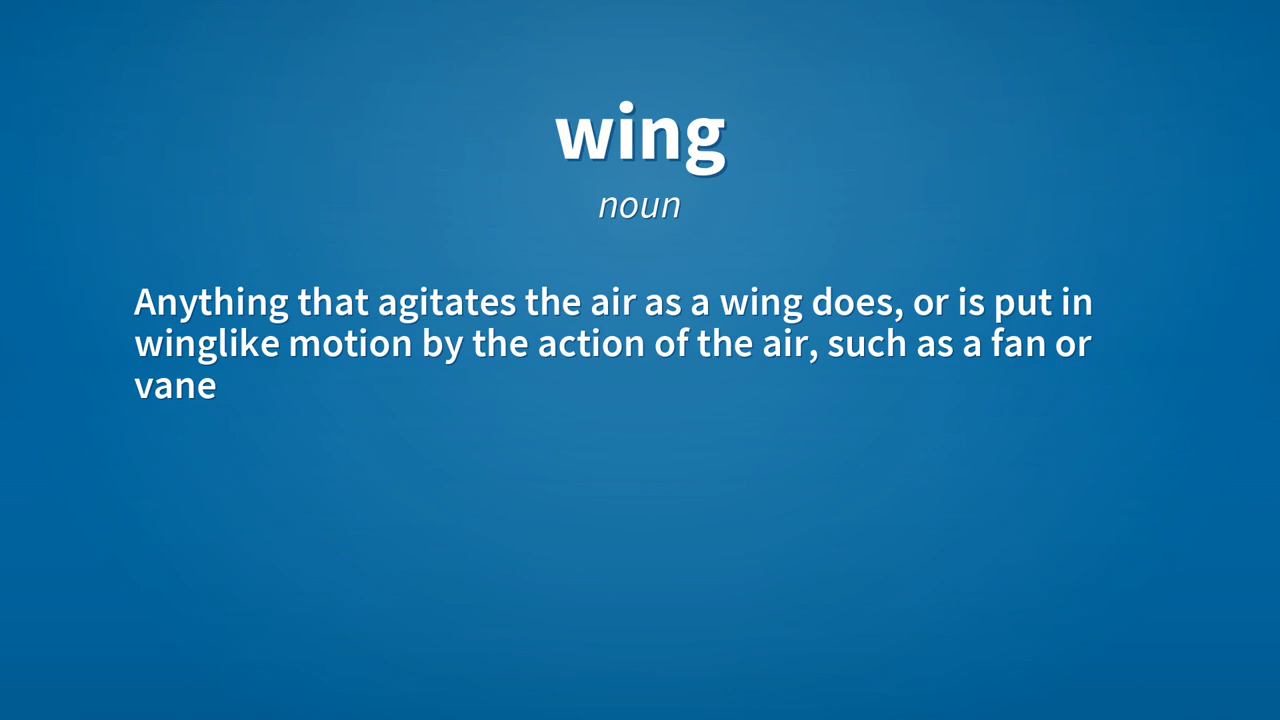 wing
noun
Anything that agitates the air as a wing does, or is put in
winglike motion by the action of the air, such as a fan or
vane